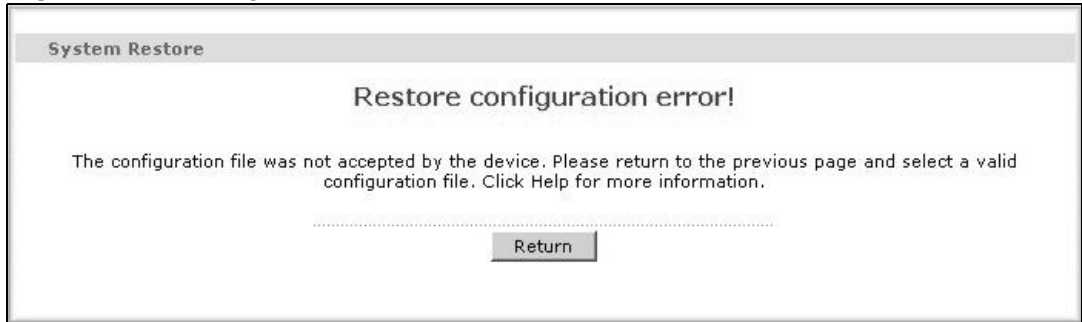 System Restore
Restore configuration error!
The configuration file was not accepted by the device. Please return to the previous page and select a valid
configuration file. Click Help for more information.
Return